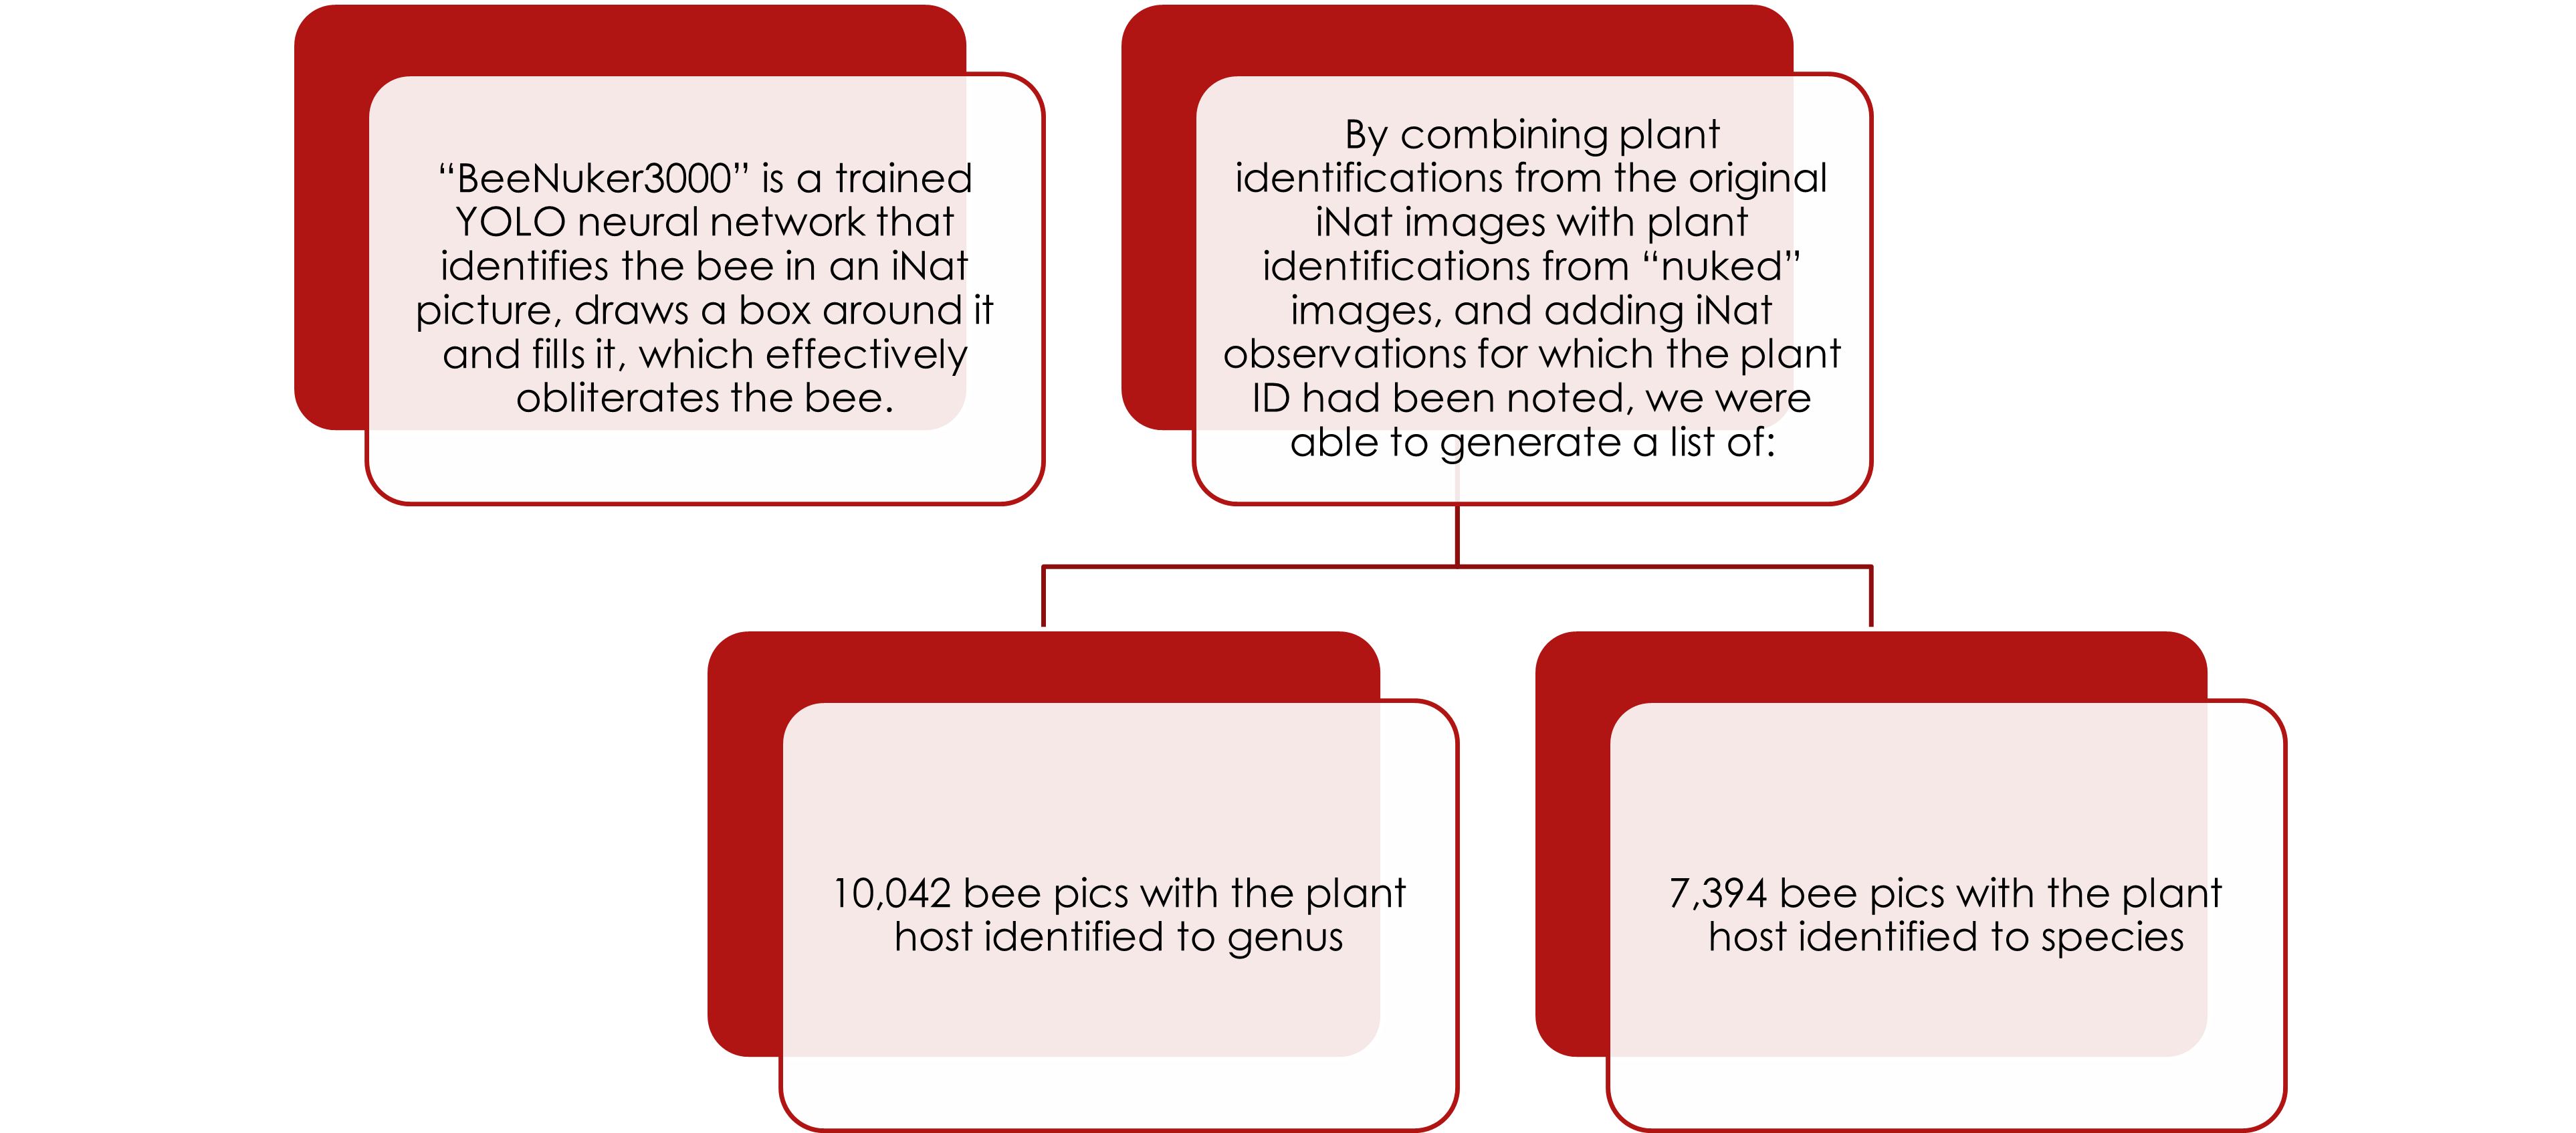 “BeeNuker3000” is a trained
YOLO neural network that
identifies the bee in an iNat
picture, draws a box around it
and fills it, which effectively
obliterates the bee.
By combining plant
identifications from the original
iNat images with plant
identifications from “nuked”
images, and adding iNat
observations for which the plant
ID had been noted, we were
able to generate a list of:
10,042 bee pics with the plant
host identified to genus
7,394 bee pics with the plant
host identified to species